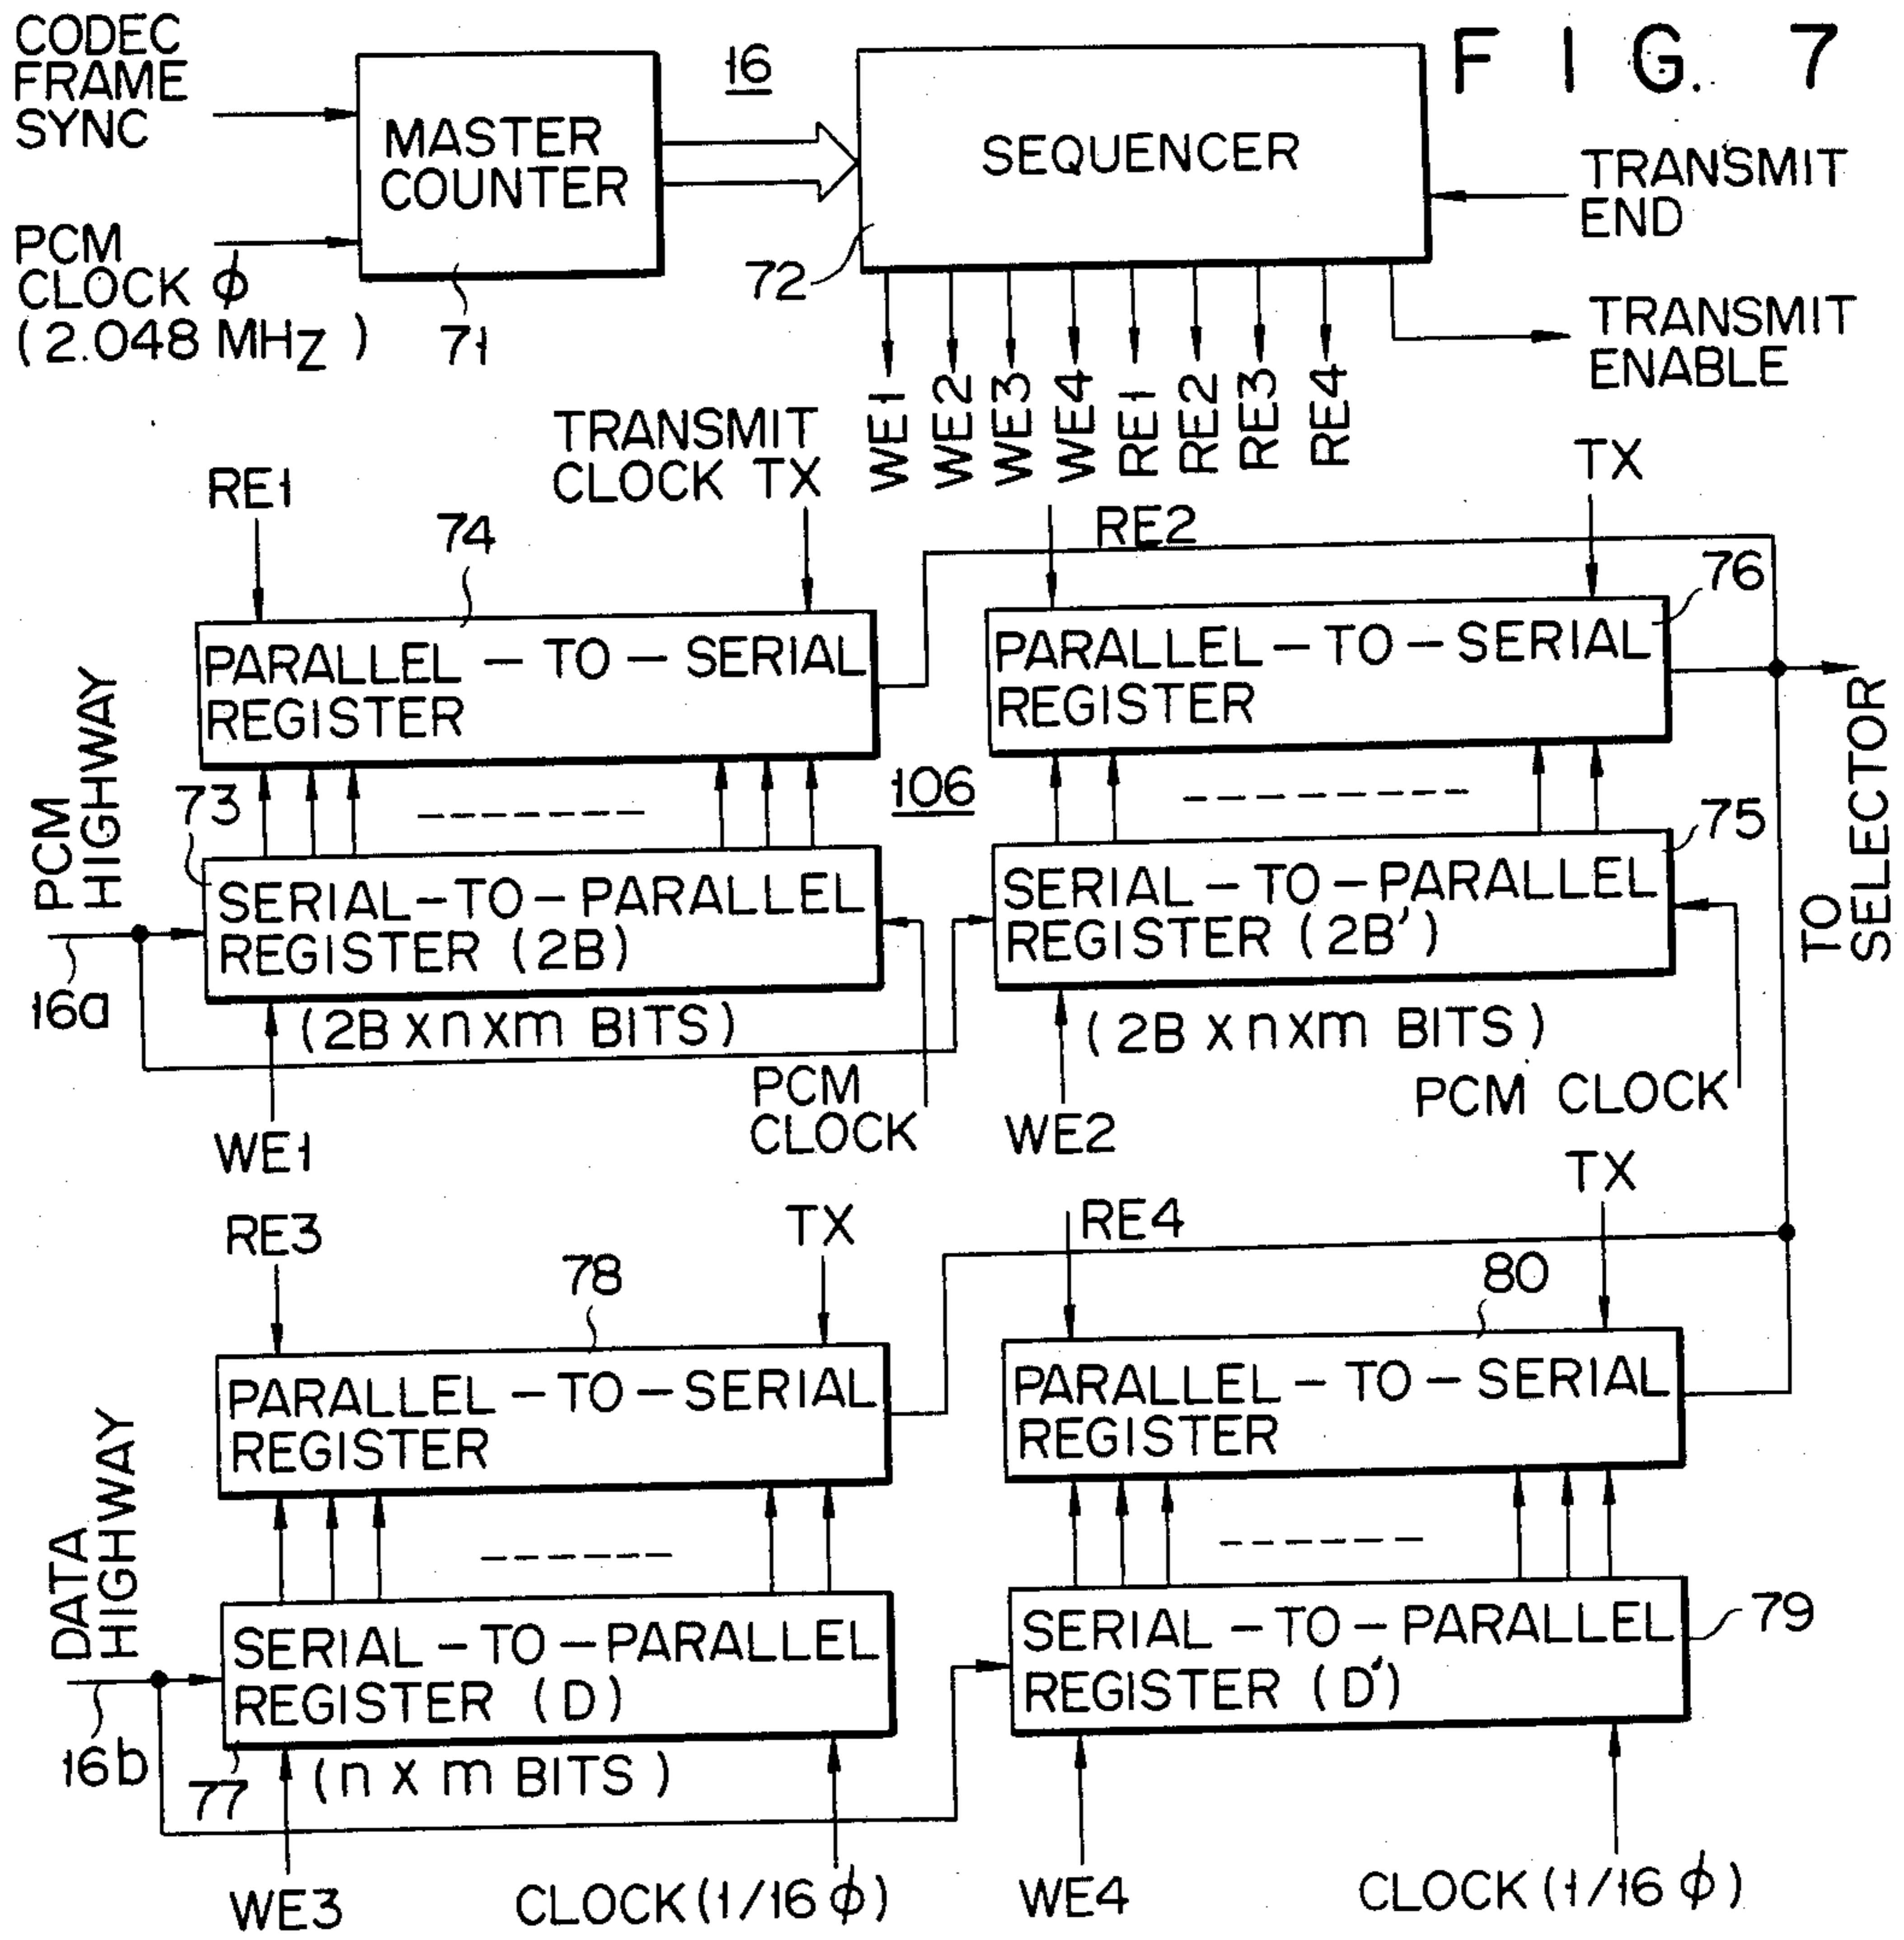 CODEC
FRAME
SYNC
16
F I G. 7
MASTER
COUNTER
SEQUENCER
TRANSMIT
END
PCM
CLOCK ϕ
(2.048 MHZ)
71
72
TRANSMIT
ENABLE
WE1
WE2
WE3
WE4
RE1
RE2
RE3
RE4
TRANSMIT
CLOCK TX
RE1
74
RE2
TX
76
PARALLEL-TO-SERIAL
REGISTER
PARALLEL-TO-SERIAL
REGISTER
TO
SELECTOR
PCM
HIGHWAY
73
106
75
SERIAL-TO-PARALLEL
REGISTER (2B)
SERIAL-TO-PARALLEL
REGISTER (2B')
16a
(2B x n x m BITS)
(2B x n x m BITS)
PCM
CLOCK
PCM CLOCK
WE1
WE2
RE3
TX
RE4
TX
78
80
PARALLEL-TO-SERIAL
REGISTER
PARALLEL-TO-SERIAL
REGISTER
DATA
HIGHWAY
SERIAL-TO-PARALLEL
REGISTER (D)
SERIAL-TO-PARALLEL
REGISTER (D')
79
16b
77
(n x m BITS)
WE3
CLOCK (1/16 ϕ)
WE4
CLOCK (1/16 ϕ)